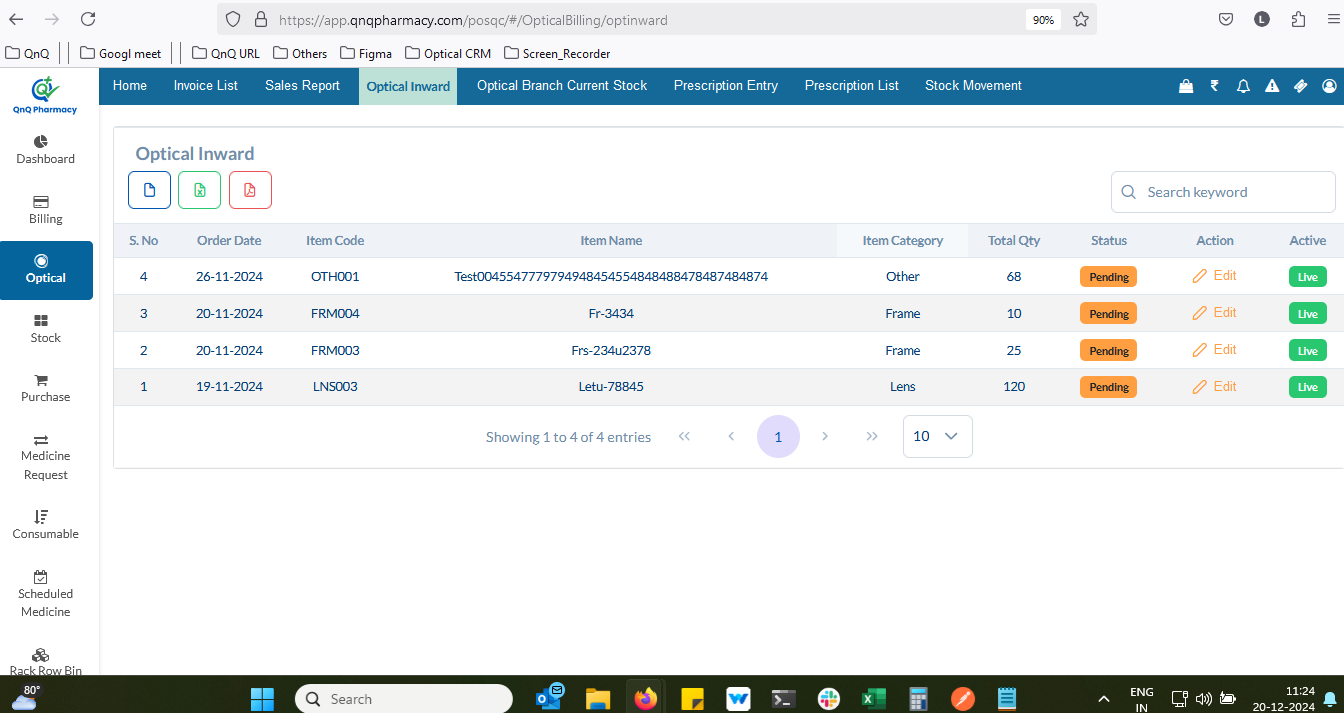 https://app.qnqpharmacy.com/posqc/#/OpticalBilling/optinward
90%
L
QnQ
Googl meet
QnQ URL
Others
Figma
Optical CRM
Screen_Recorder
QnQ Pharmacy
Home Invoice List Sales Report Optical Inward Optical Branch Current Stock Prescription Entry Prescription List Stock Movement
Dashboard
Billing
Optical
Stock
Purchase
Medicine
Request
Consumable
Scheduled
Medicine
Rack Row Bin
Optical Inward
Search keyword
S. No Order Date Item Code Item Name Item Category Total Qty Status Action Active
4 26-11-2024 OTH001 Test00455477797949484545548484884784874​84874 Other 68 Pending Edit Live
3 20-11-2024 FRM004 Fr-3434 Frame 10 Pending Edit Live
2 20-11-2024 FRM003 Frs-234u2378 Frame 25 Pending Edit Live
1 19-11-2024 LNS003 Letu-78845 Lens 120 Pending Edit Live
Showing 1 to 4 of 4 entries
1
10
80°
Search
ENG
IN
11:24
20-12-2024